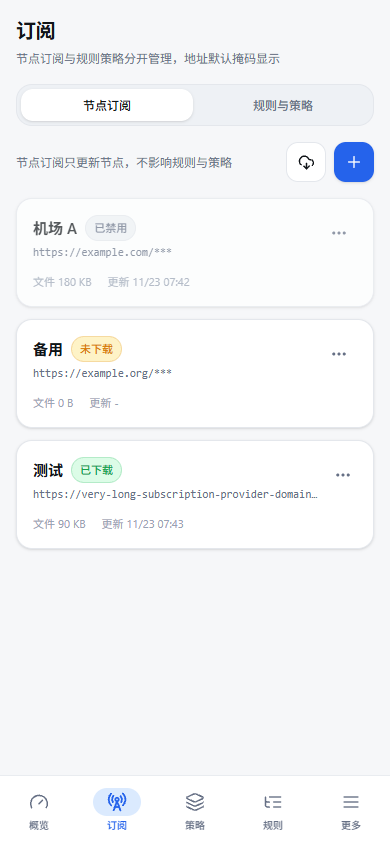 订阅
节点订阅与规则策略分开管理，地址默认掩码显示
节点订阅 规则与策略
节点订阅只更新节点，不影响规则与策略
机场 A 已禁用
https://example.com/***
文件 180 KB 更新 11/23 07:42
备用 未下载
https://example.org/***
文件 0 B 更新 -
测试 已下载
https://very-long-subscription-provider-domain…
文件 90 KB 更新 11/23 07:43
概览 订阅 策略 规则 更多